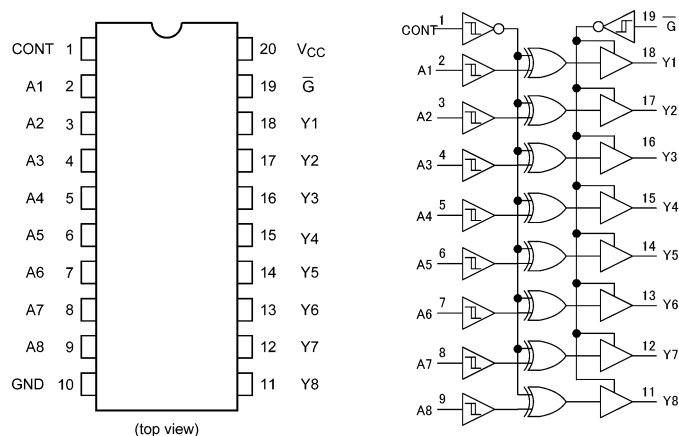 CONT 1 20 VCC
A1 2 19 G̅
A2 3 18 Y1
A3 4 17 Y2
A4 5 16 Y3
A5 6 15 Y4
A6 7 14 Y5
A7 8 13 Y6
A8 9 12 Y7
GND 10 11 Y8
(top view)
CONT 1 19 G̅
A1 2 18 Y1
A2 3 17 Y2
A3 4 16 Y3
A4 5 15 Y4
A5 6 14 Y5
A6 7 13 Y6
A7 8 12 Y7
A8 9 11 Y8